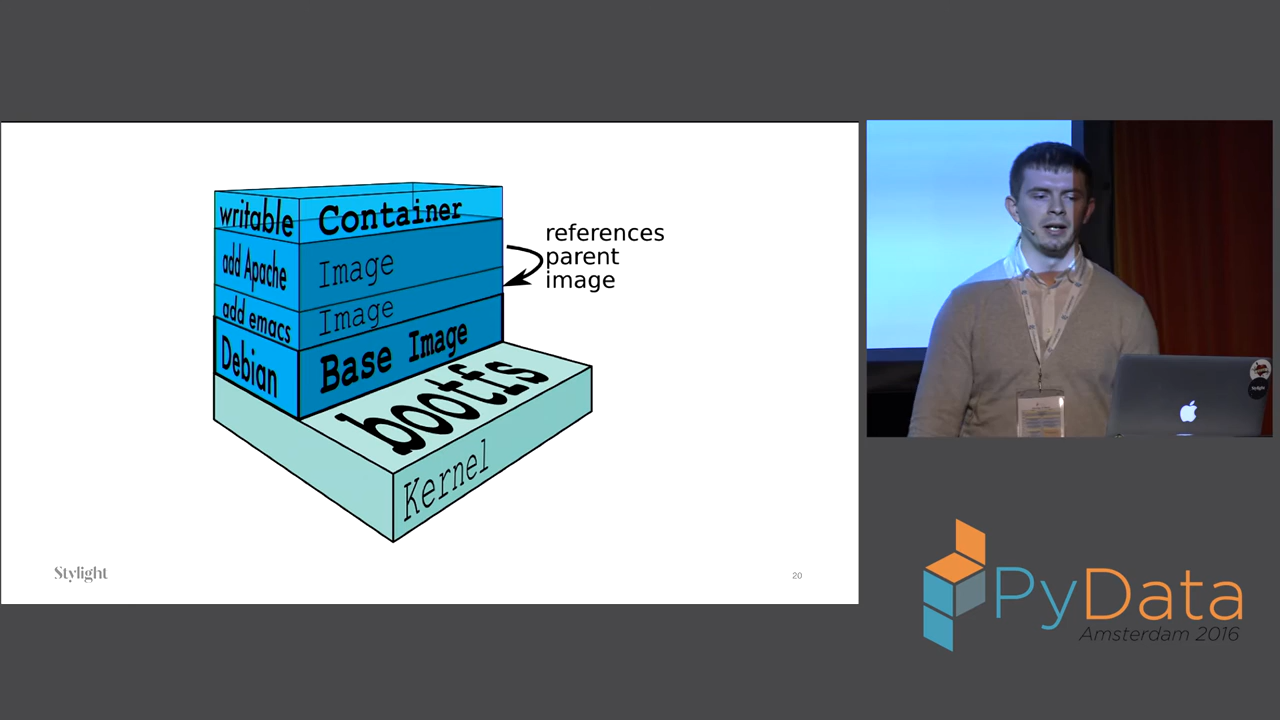 writable Container
add Apache Image
add emacs Image
Debian Base Image
references
parent
image
bootfs
Kernel
Stylight
20
PyData
Amsterdam 2016